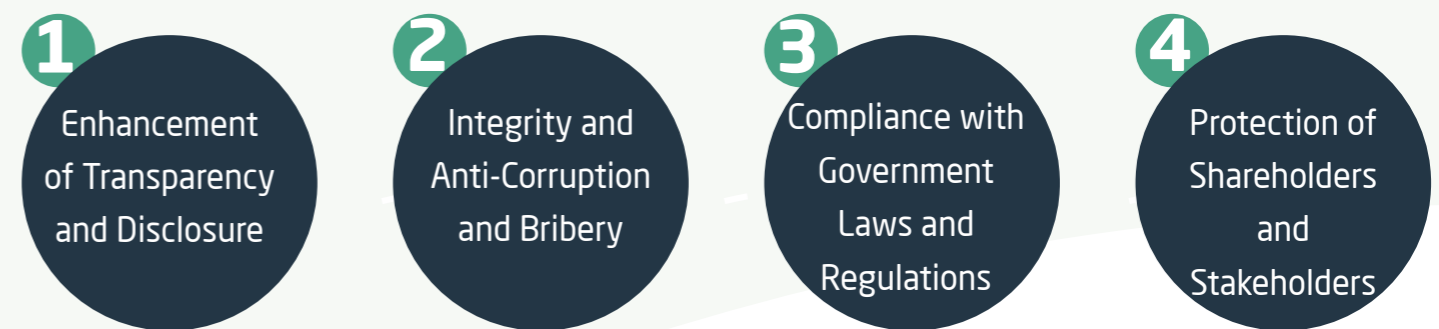 1
Enhancement
of Transparency
and Disclosure
2
Integrity and
Anti-Corruption
and Bribery
3
Compliance with
Government
Laws and
Regulations
4
Protection of
Shareholders
and
Stakeholders